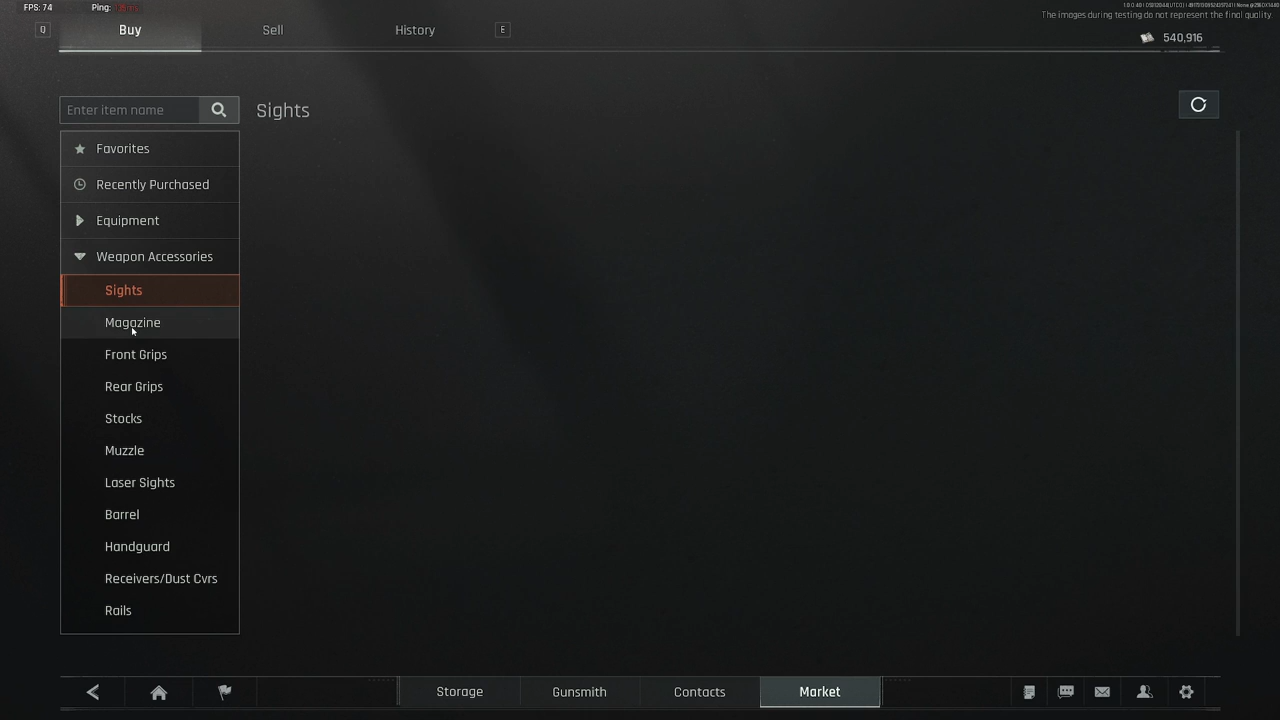 FPS: 74
Ping:
The images during testing do not represent the final quality
Q
Buy
Sell
History
E
540,916
Enter item name
Sights
Favorites
Recently Purchased
Equipment
Weapon Accessories
Sights
Magazine
Front Grips
Rear Grips
Stocks
Muzzle
Laser Sights
Barrel
Handguard
Receivers/Dust Cvrs
Rails
Storage
Gunsmith
Contacts
Market